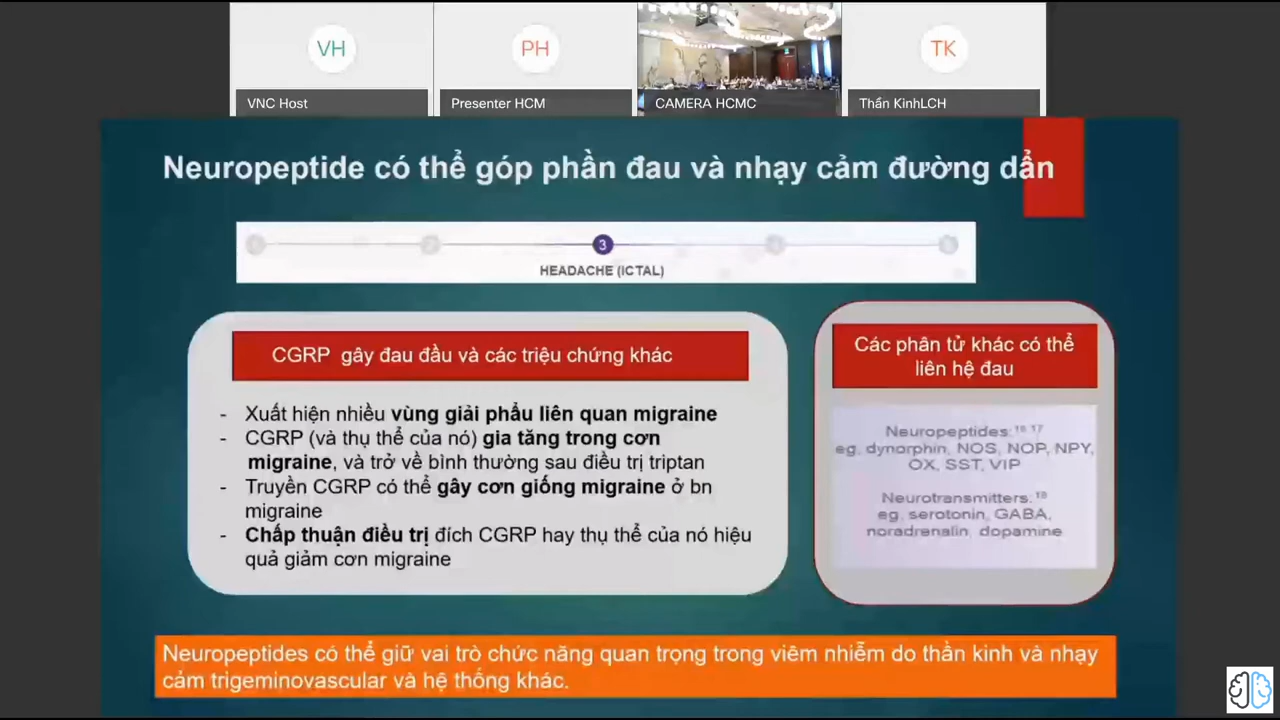 VH
PH
TK
VNC Host
Presenter HCM
CAMERA HCMC
Thần KinhLCH
Neuropeptide có thể góp phần đau và nhạy cảm đường dẩn
3
HEADACHE (ICTAL)
CGRP gây đau đầu và các triệu chứng khác
- Xuất hiện nhiều vùng giải phẩu liên quan migraine
- CGRP (và thụ thể của nó) gia tăng trong cơn
migraine, và trở về bình thường sau điều trị triptan
- Truyền CGRP có thể gây cơn giống migraine ở bn
migraine
- Chấp thuận điều trị đích CGRP hay thụ thể của nó hiệu
quả giảm cơn migraine
Các phân tử khác có thể
liên hệ đau
Neuropeptides:16,17
eg. dynorphin, NOS, NOP, NPY,
OX, SST, VIP
Neurotransmitters:18
eg. serotonin, GABA,
noradrenalin, dopamine
Neuropeptides có thể giữ vai trò chức năng quan trọng trong viêm nhiễm do thần kinh và nhạy
cảm trigeminovascular và hệ thống khác.